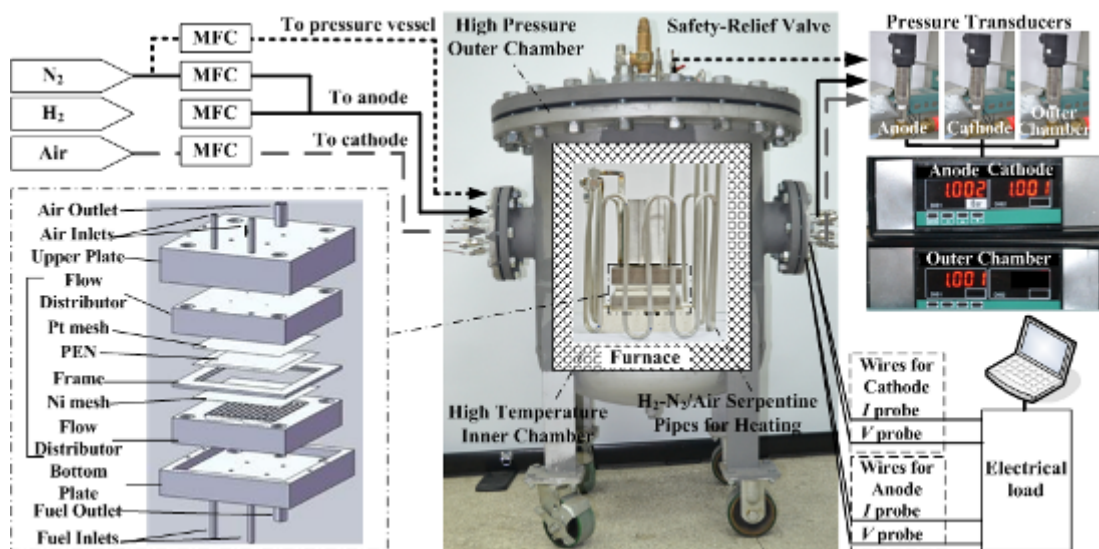 MFC
To pressure vessel
High Pressure
Outer Chamber
Safety-Relief Valve
Pressure Transducers
N2
MFC
To anode
H2
MFC
To cathode
Air
MFC
Anode
Cathode
Outer
Chamber
Anode Cathode
1.002
Bar
1.001
Outer Chamber
1.001
Air Outlet
Air Inlets
Upper Plate
Flow
Distributor
Pt mesh
PEN
Frame
Ni mesh
Flow
Distributor
Bottom
Plate
Fuel Outlet
Fuel Inlets
Furnace
High Temperature
Inner Chamber
H2-N2/Air Serpentine
Pipes for Heating
Wires for
Cathode
I probe
V probe
Wires for
Anode
I probe
V probe
Electrical
load